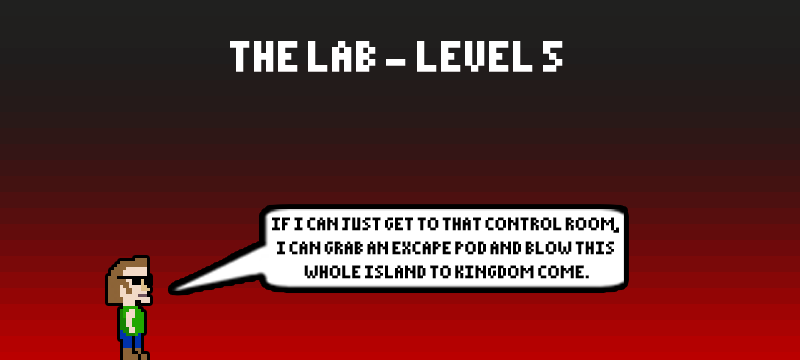 THE LAB - LEVEL 5
IF I CAN JUST GET TO THAT CONTROL ROOM,
I CAN GRAB AN EXCAPE POD AND BLOW THIS
WHOLE ISLAND TO KINGDOM COME.